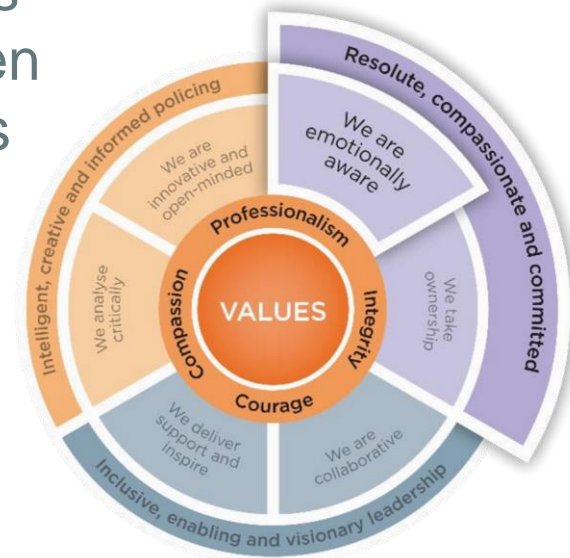 s
en
s
Resolute, compassionate and committed
We are
emotionally
aware
We take
ownership
Intelligent, creative and informed policing
We are
innovative and
open-minded
We analyse
critically
Inclusive, enabling and visionary leadership
We deliver
support and
inspire
We are
collaborative
Professionalism
Integrity
Courage
Compassion
VALUES